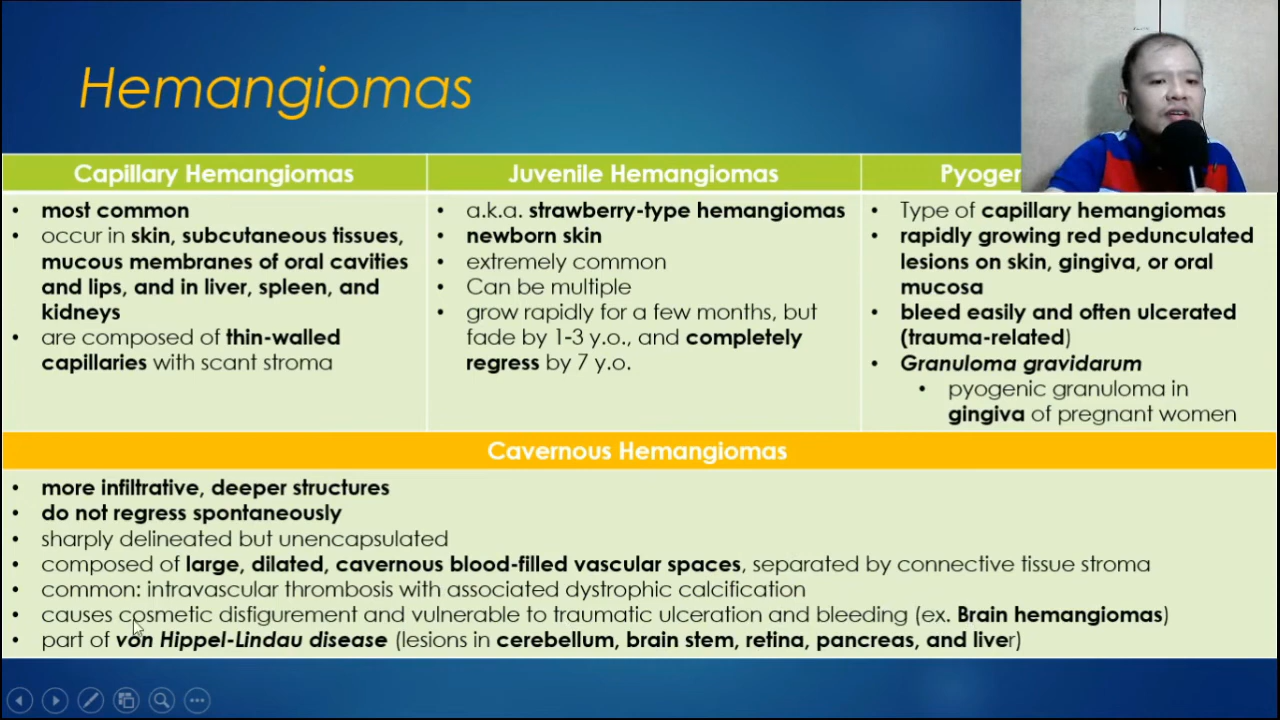 Hemangiomas
Capillary Hemangiomas
• most common
• occur in skin, subcutaneous tissues,
mucous membranes of oral cavities
and lips, and in liver, spleen, and
kidneys
• are composed of thin-walled
capillaries with scant stroma
Juvenile Hemangiomas
• a.k.a. strawberry-type hemangiomas
• newborn skin
• extremely common
• Can be multiple
• grow rapidly for a few months, but
fade by 1-3 y.o., and completely
regress by 7 y.o.
Pyogen
• Type of capillary hemangiomas
• rapidly growing red pedunculated
lesions on skin, gingiva, or oral
mucosa
• bleed easily and often ulcerated
(trauma-related)
• Granuloma gravidarum
• pyogenic granuloma in
gingiva of pregnant women
Cavernous Hemangiomas
• more infiltrative, deeper structures
• do not regress spontaneously
• sharply delineated but unencapsulated
• composed of large, dilated, cavernous blood-filled vascular spaces, separated by connective tissue stroma
• common: intravascular thrombosis with associated dystrophic calcification
• causes cosmetic disfigurement and vulnerable to traumatic ulceration and bleeding (ex. Brain hemangiomas)
• part of von Hippel-Lindau disease (lesions in cerebellum, brain stem, retina, pancreas, and liver)